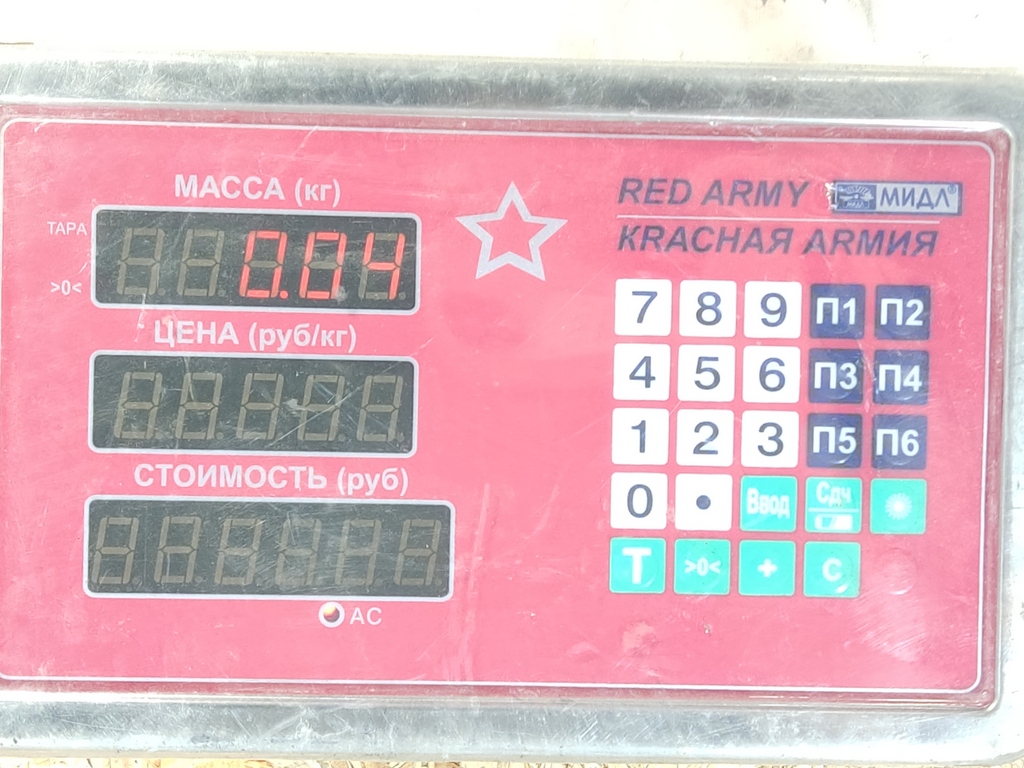 МАССА (кг)
ТАРА
>0<
0.04
ЦЕНА (руб/кг)
СТОИМОСТЬ (руб)
AC
RED ARMY
МИДЛ®
КRАСНАЯ АRМИЯ
7 8 9 П1 П2
4 5 6 П3 П4
1 2 3 П5 П6
0 • Ввод Сдч
T >0< + C